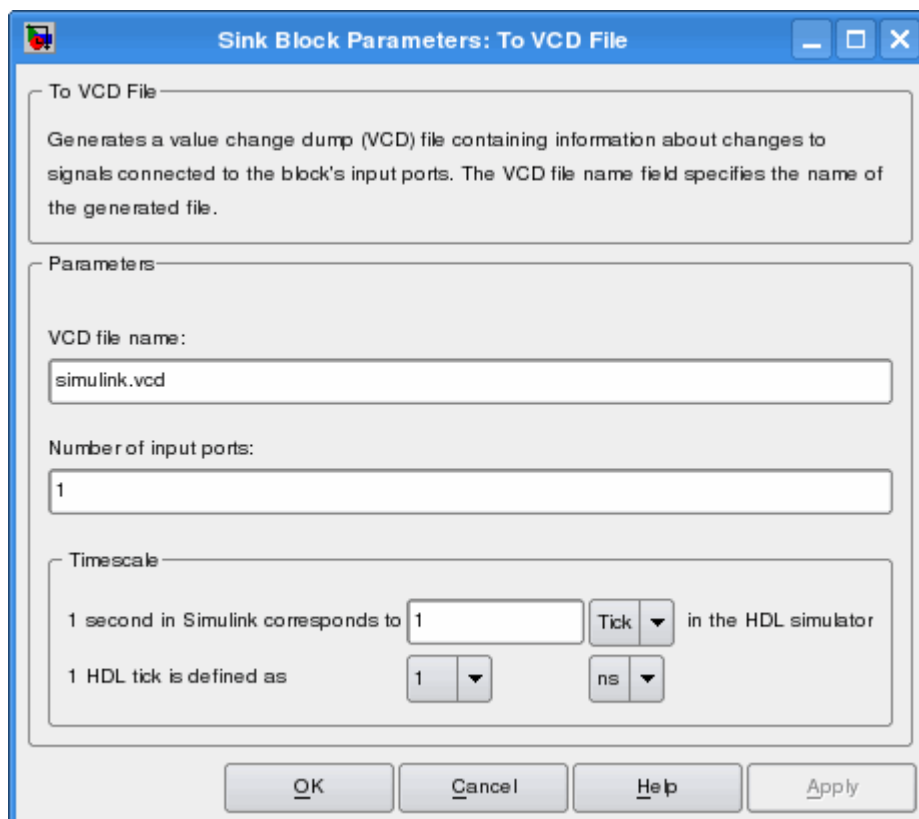 Sink Block Parameters: To VCD File
To VCD File
Generates a value change dump (VCD) file containing information about changes to
signals connected to the block's input ports. The VCD file name field specifies the name of
the generated file.
Parameters
VCD file name:
simulink.vcd
Number of input ports:
1
Timescale
1 second in Simulink corresponds to 1 Tick in the HDL simulator
1 HDL tick is defined as 1 ns
OK Cancel Help Apply